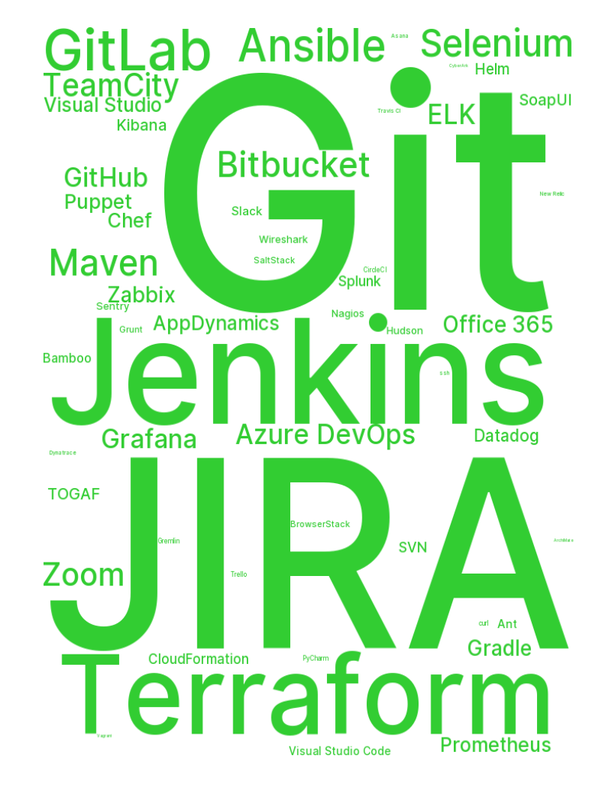 GitLab
Ansible
Asana
Selenium
TeamCity
Helm
Visual Studio
SoapUI
Travis CI
ELK
Kibana
Git
Bitbucket
GitHub
New Relic
Puppet
Slack
Chef
Wireshark
Maven
SaltStack
CodeCI
Splunk
Zabbix
Sentry
Nagios
Grunt
AppDynamics
Hudson
Office 365
Bamboo
Jenkins
ssh
Grafana
Azure DevOps
Datadog
Dynatrace
JIRA
TOGAF
BrowserStack
Gremlin
SVN
Zoom
Trello
curl
Ant
Gradle
CloudFormation
PyCharm
Terraform
Prometheus
Visual Studio Code